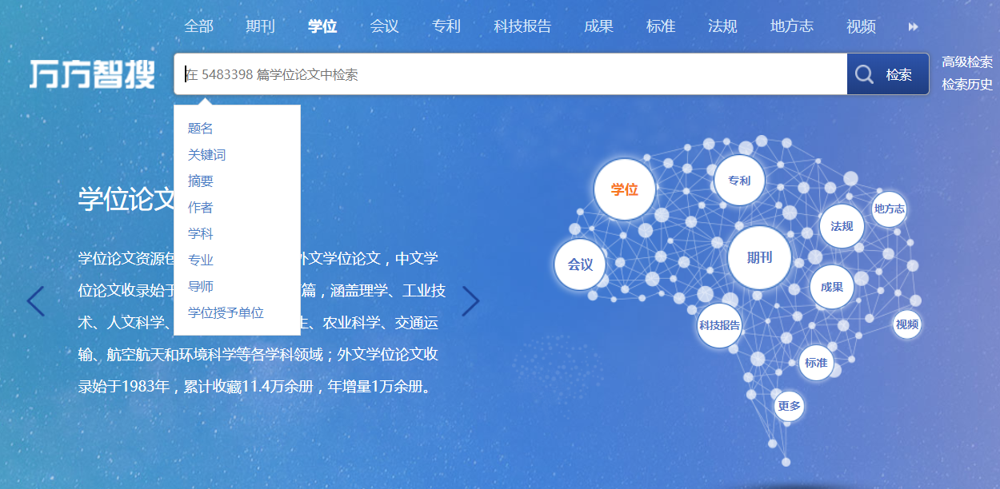 全部 期刊 学位 会议 专利 科技报告 成果 标准 法规 地方志 视频
万方智搜
在 5483398 篇学位论文中检索
检索
高级检索
检索历史
题名
关键词
摘要
作者
学科
专业
导师
学位授予单位
学位论文
学位论文资源包
外文学位论文，中文学
位论文收录始于
篇，涵盖理学、工业技
术、人文科学、
、农业科学、交通运
输、航空航天和环境科学等各学科领域；外文学位论文收
录始于1983年，累计收藏11.4万余册，年增量1万余册。
学位
专利
地方志
法规
会议
期刊
成果
科技报告
视频
标准
更多